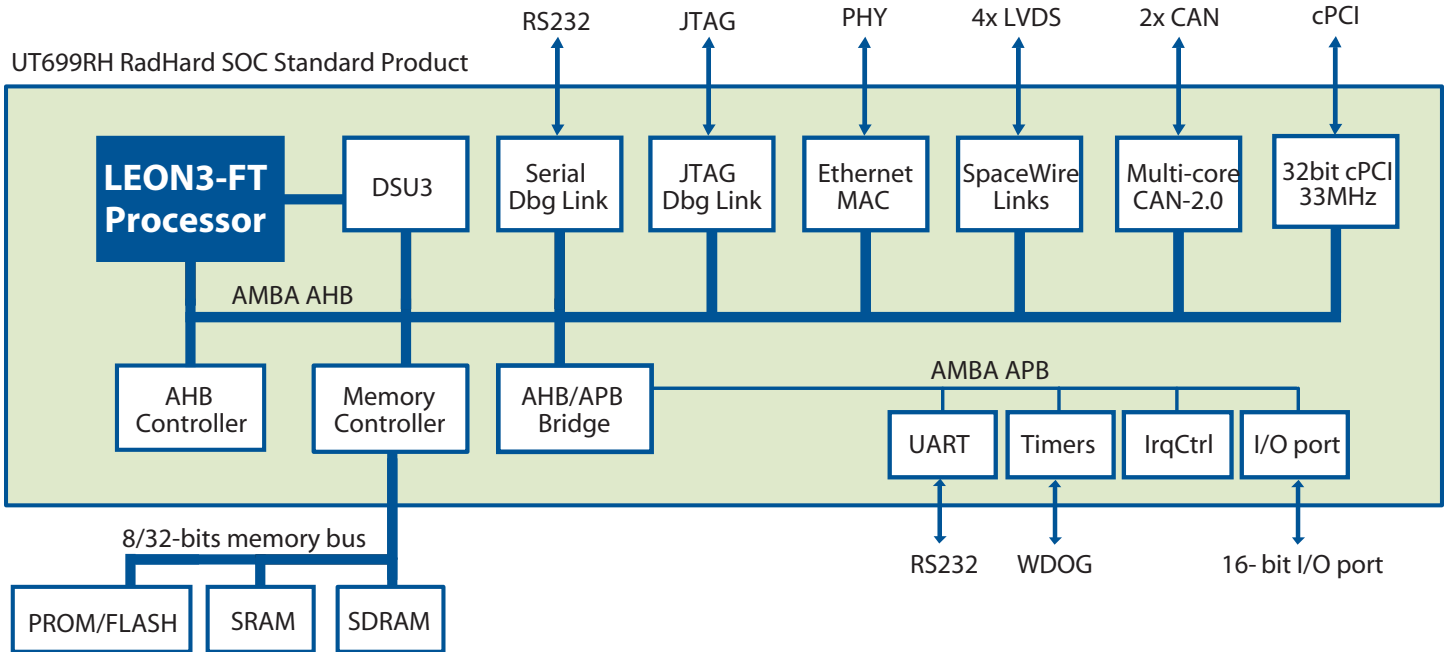 RS232
JTAG
PHY
4x LVDS
2x CAN
cPCI
UT699RH RadHard SOC Standard Product
LEON3-FT
Processor
DSU3
Serial
Dbg Link
JTAG
Dbg Link
Ethernet
MAC
SpaceWire
Links
Multi-core
CAN-2.0
32bit cPCI
33MHz
AMBA AHB
AHB
Controller
Memory
Controller
AHB/APB
Bridge
AMBA APB
UART
Timers
IrqCtrl
I/O port
8/32-bits memory bus
RS232
WDOG
16- bit I/O port
PROM/FLASH
SRAM
SDRAM